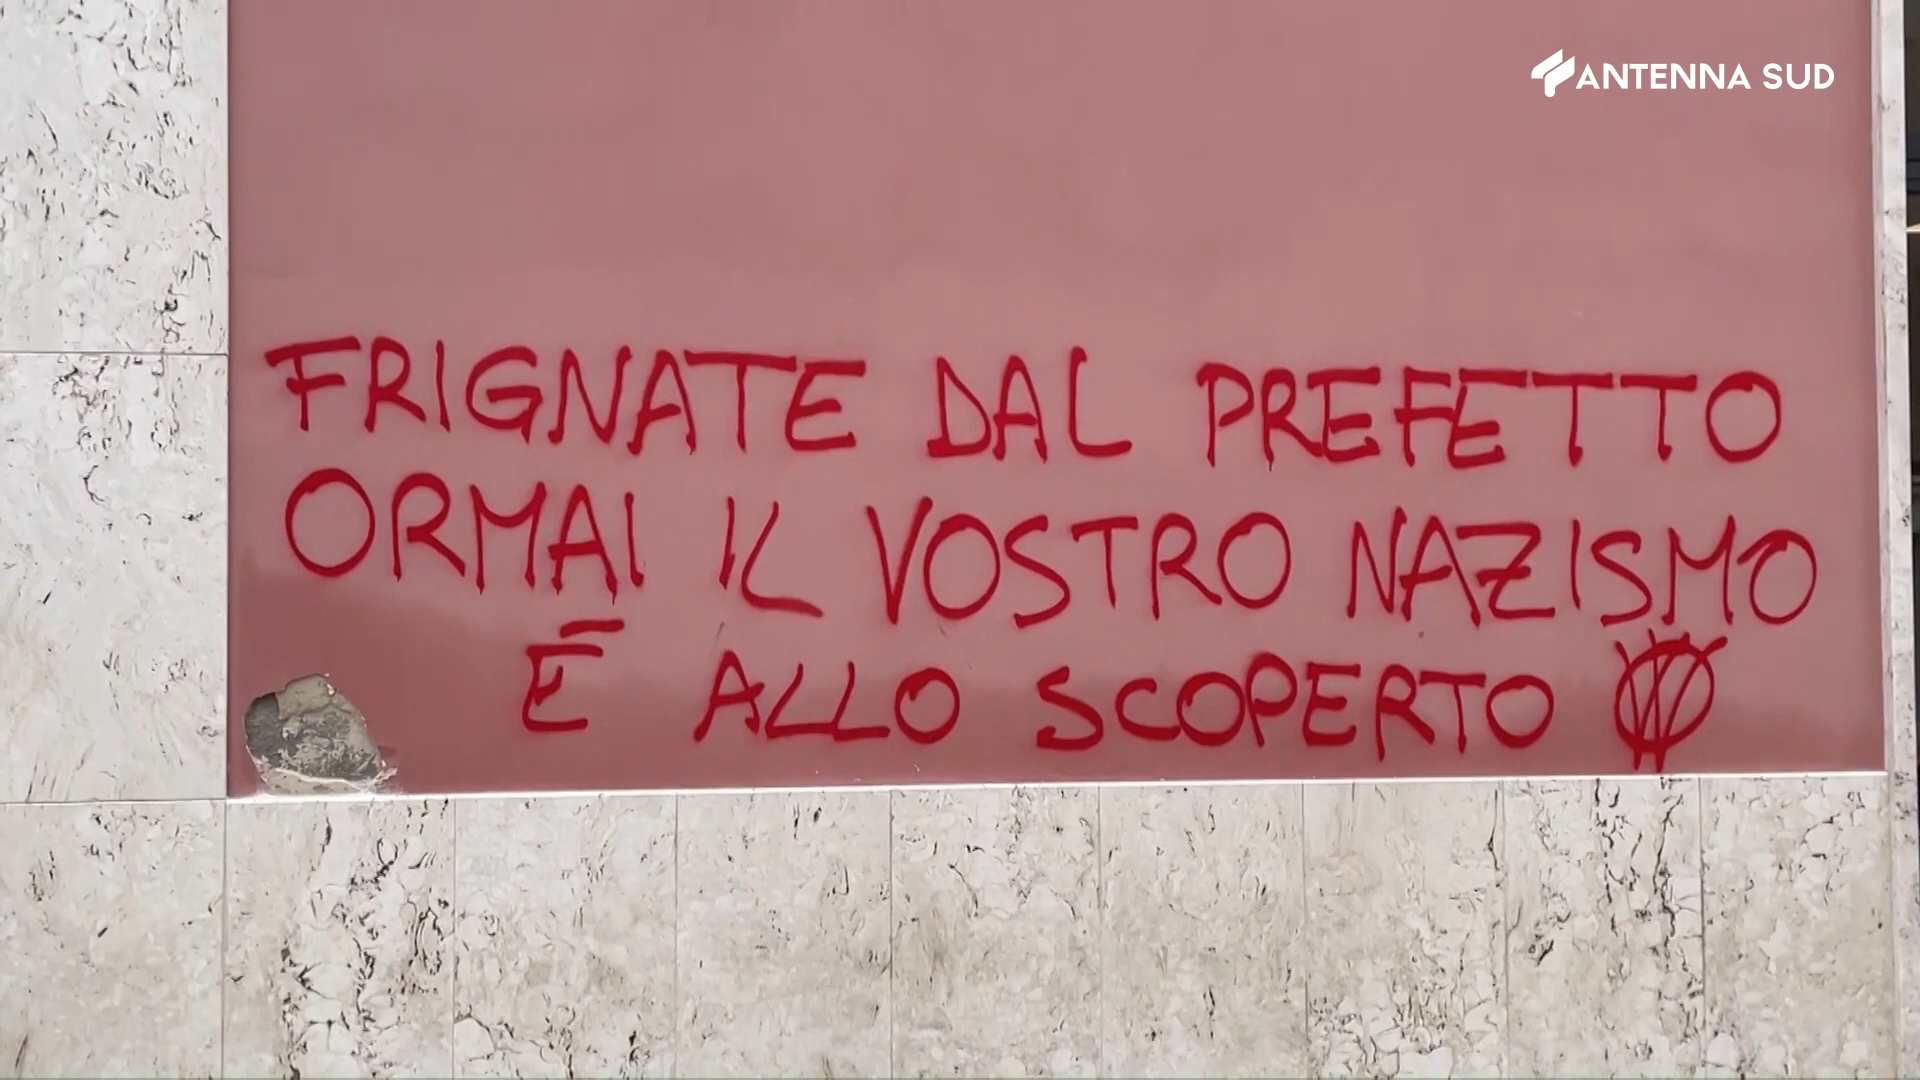 ANTENNA SUD
FRIGNATE DAL PREFETTO
ORMAI IL VOSTRO NAZISMO
È ALLO SCOPERTO